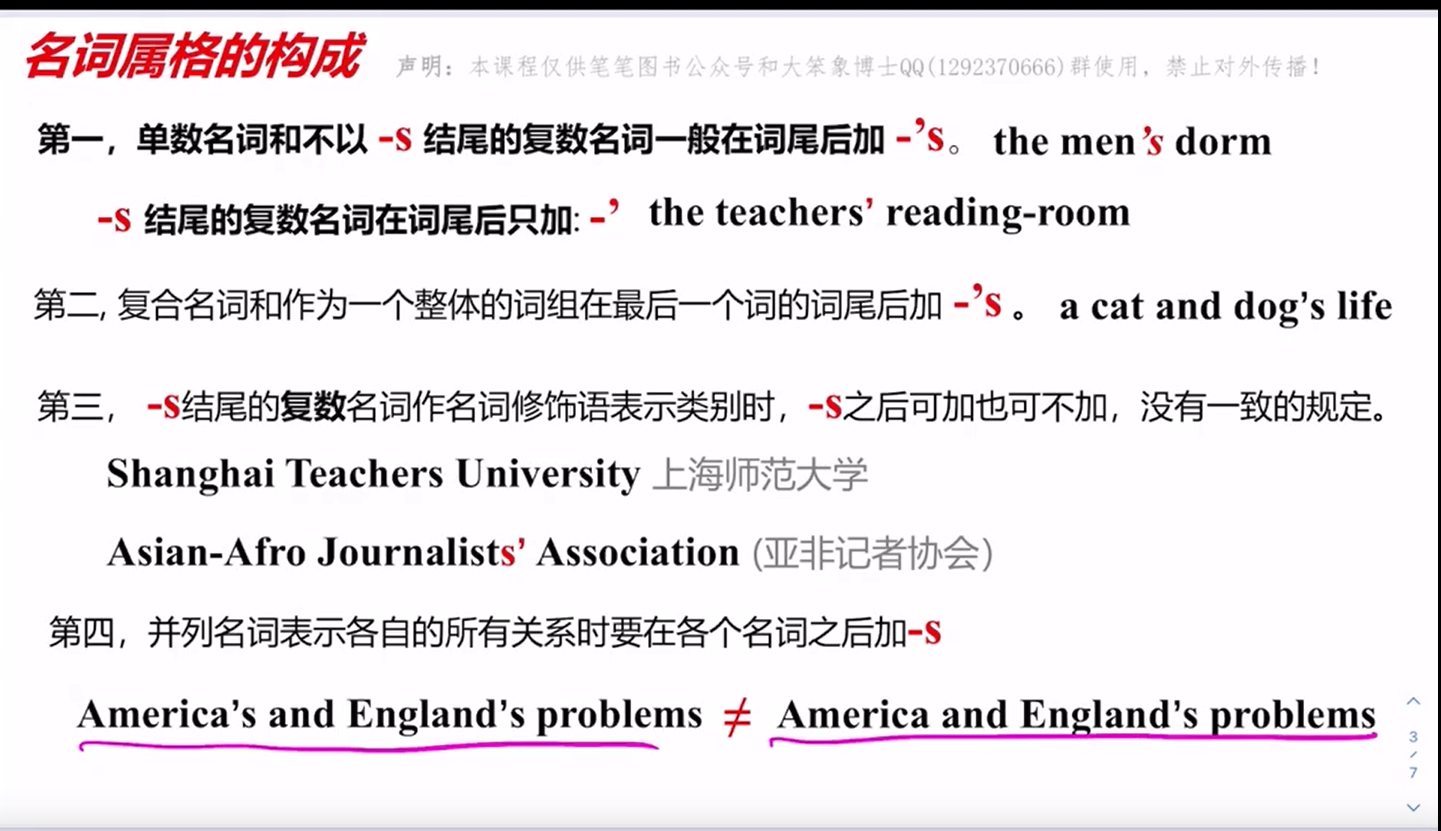 名词属格的构成 声明：本课程仅供笔笔图书公众号和大笨象博士QQ(1292370666)群使用，禁止对外传播！
第一，单数名词和不以 -s 结尾的复数名词一般在词尾后加 -’s。 the men’s dorm
-s 结尾的复数名词在词尾后只加: -’ the teachers’ reading-room
第二, 复合名词和作为一个整体的词组在最后一个词的词尾后加 -’s 。 a cat and dog’s life
第三， -s结尾的复数名词作名词修饰语表示类别时，-s之后可加也可不加，没有一致的规定。
Shanghai Teachers University 上海师范大学
Asian-Afro Journalists’ Association (亚非记者协会）
第四，并列名词表示各自的所有关系时要在各个名词之后加-s
America’s and England’s problems ≠ America and England’s problems
3
/
7